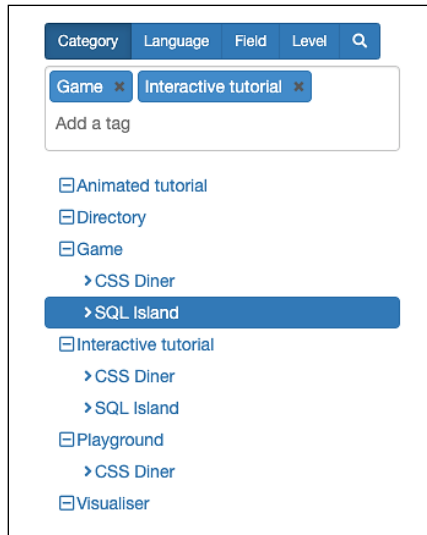 Category Language Field Level
Game × Interactive tutorial ×
Add a tag
Animated tutorial
Directory
Game
CSS Diner
SQL Island
Interactive tutorial
CSS Diner
SQL Island
Playground
CSS Diner
Visualiser